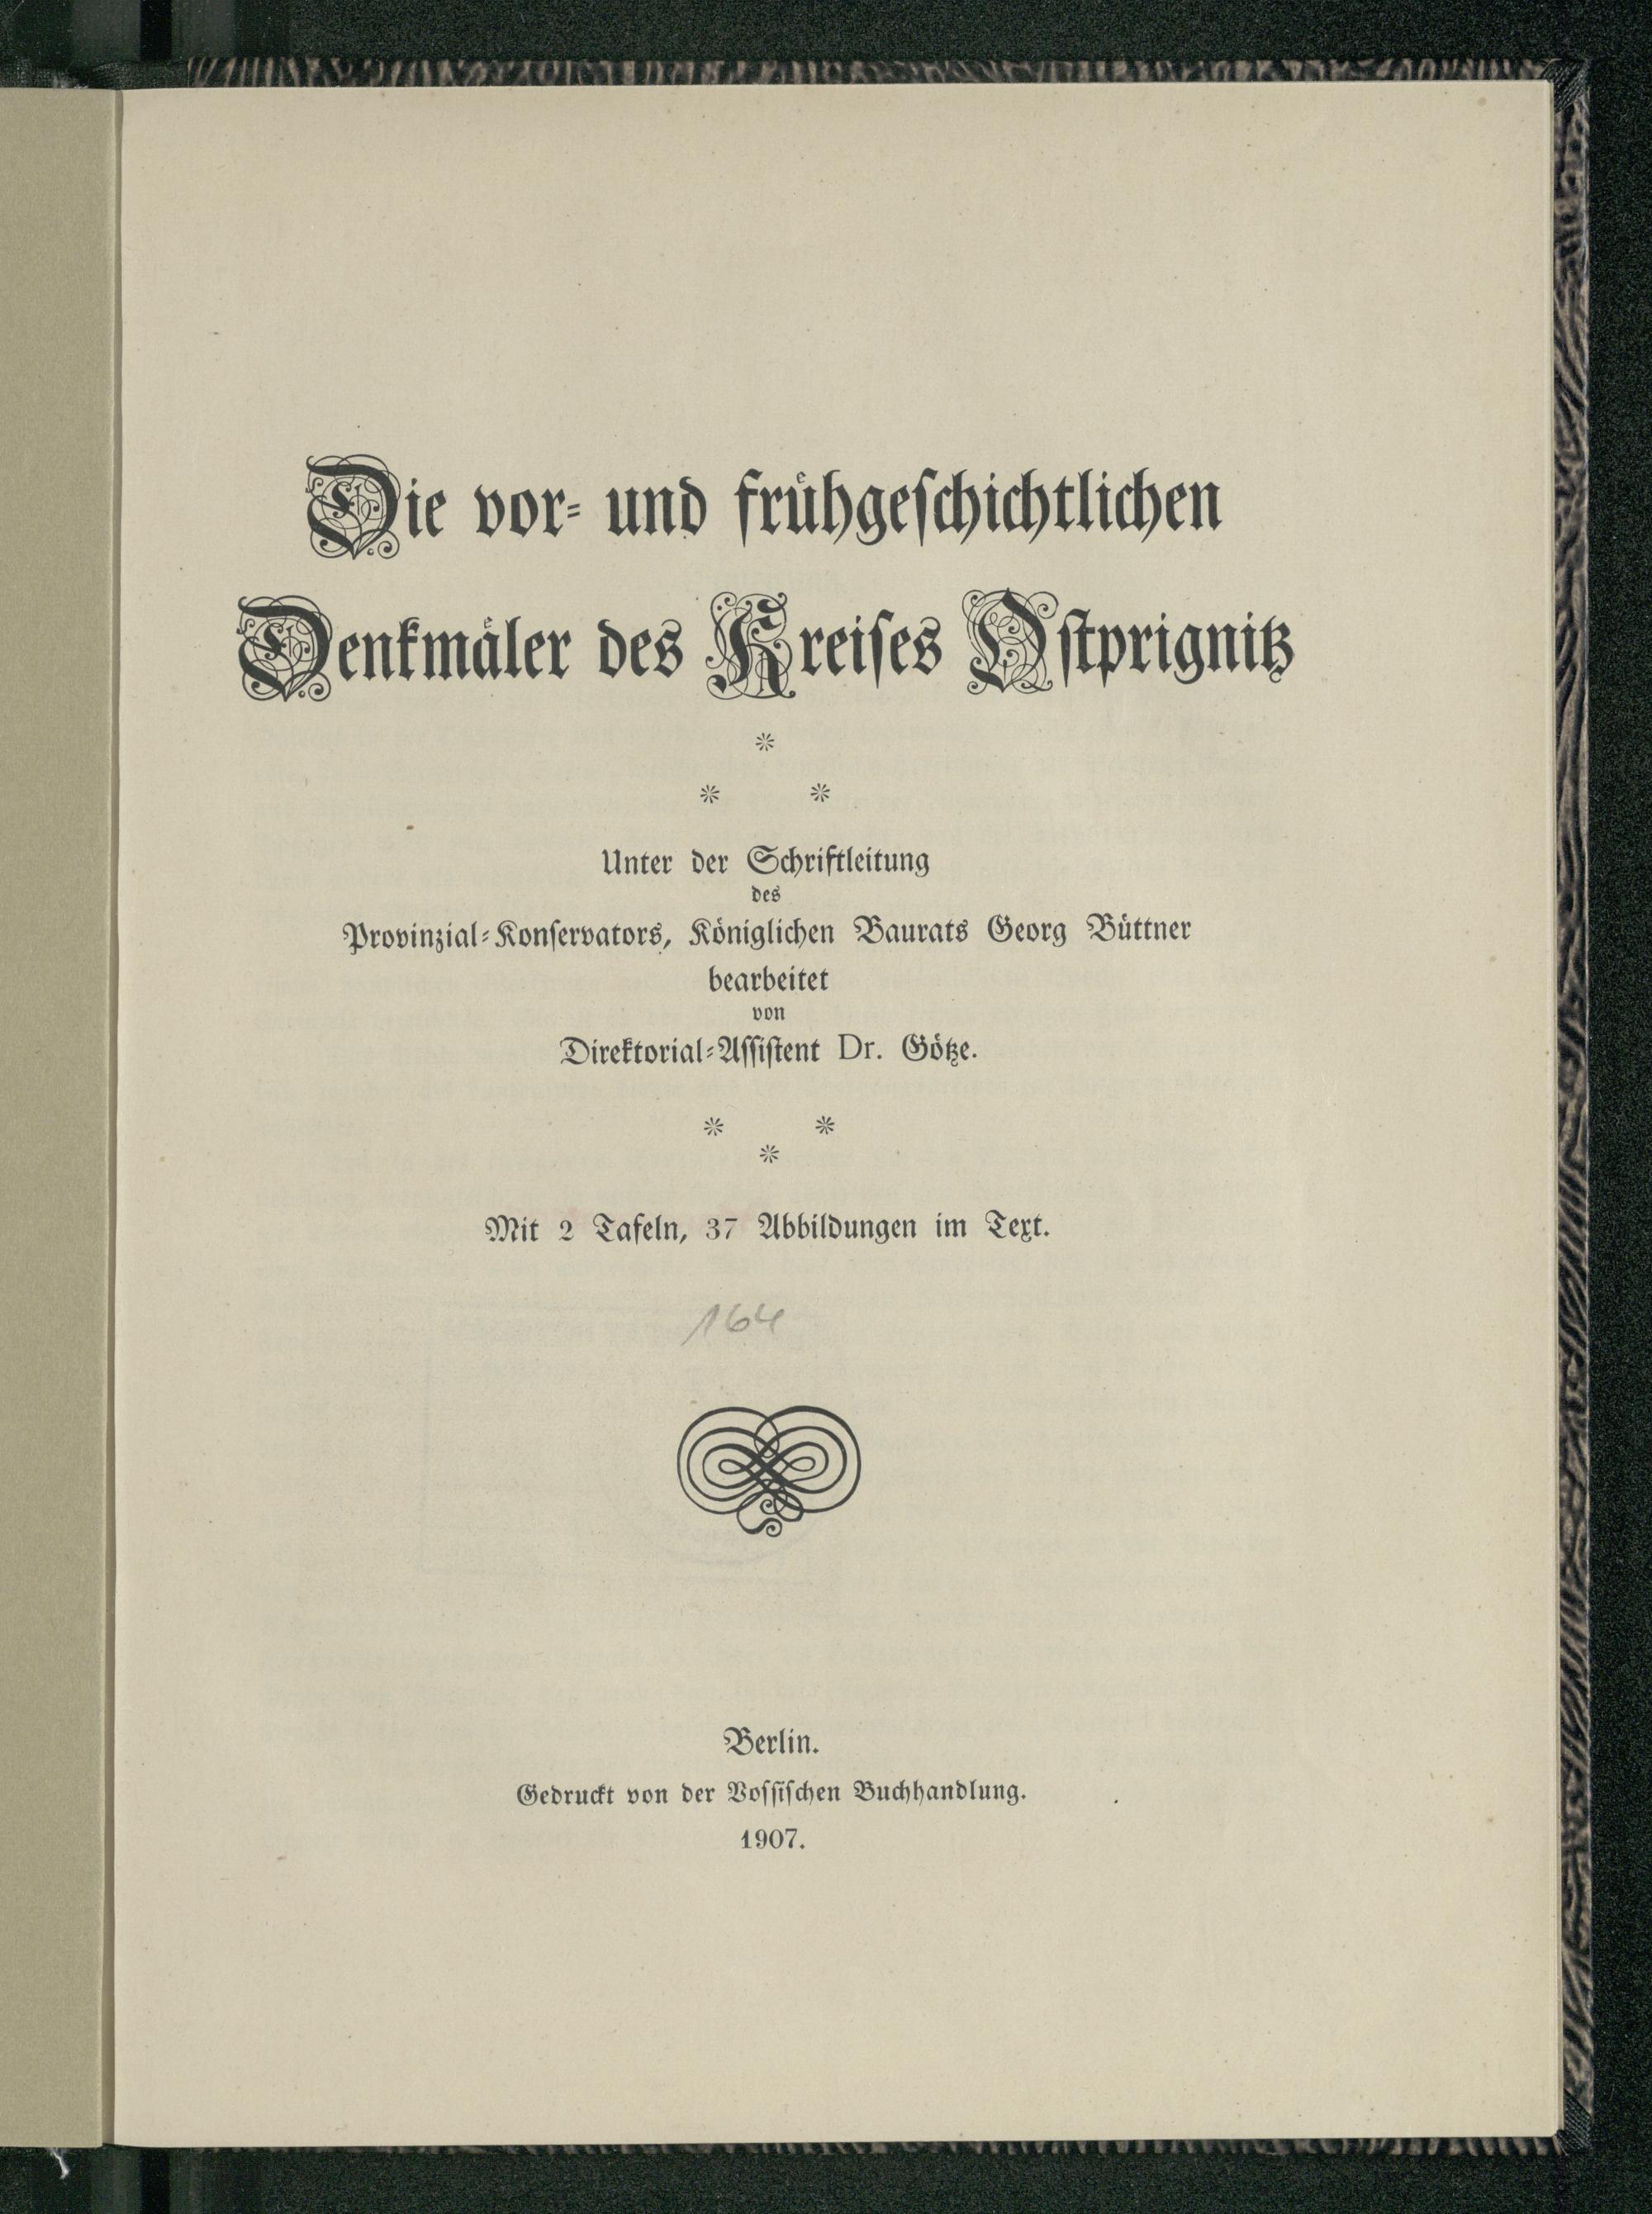 Die vor- und frühgeschichtlichen
Denkmäler des Kreises Ostprignitz
*
* *
Unter der Schriftleitung
des
Provinzial-Konservators, Königlichen Baurats Georg Büttner
bearbeitet
von
Direktorial-Assistent Dr. Götze.
* *
*
Mit 2 Tafeln, 37 Abbildungen im Text.
164
Berlin.
Gedruckt von der Vossischen Buchhandlung.
1907.